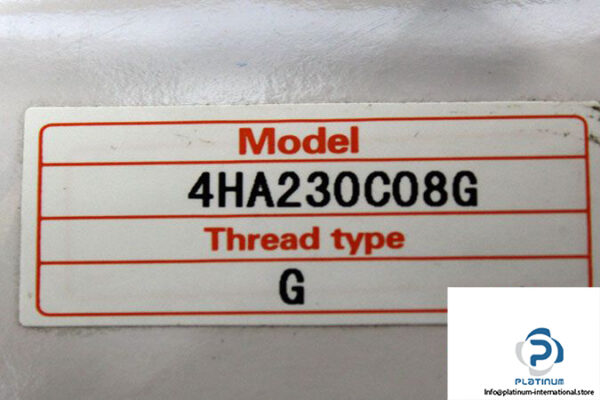 Model
4HA230C08G
Thread type
G
PLATINUM
Info@platinum-international.store